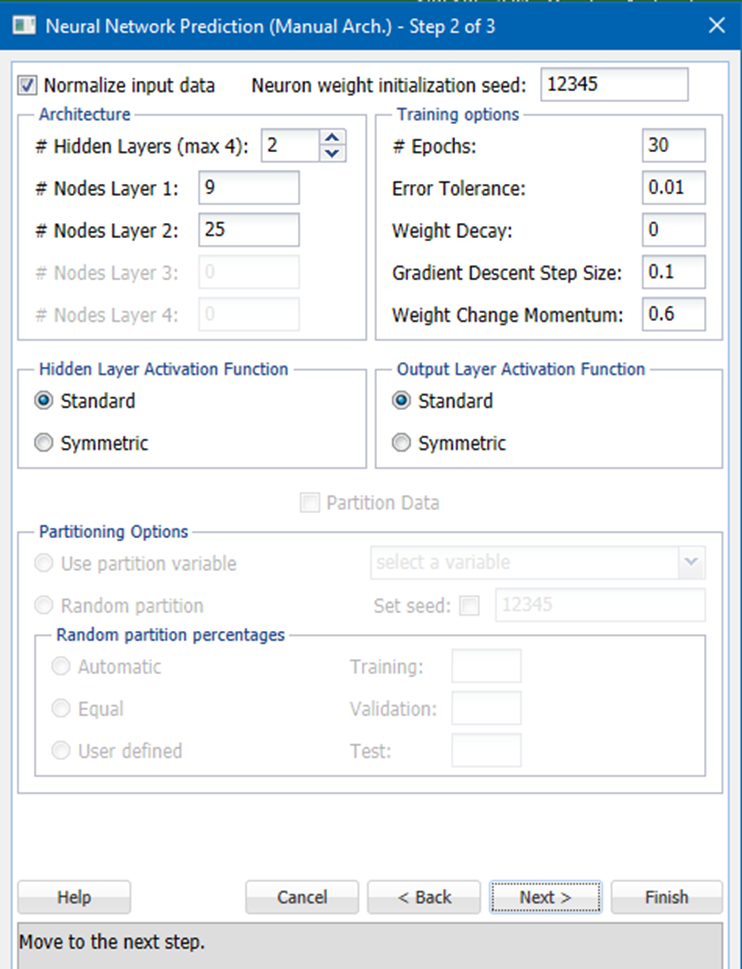 Neural Network Prediction (Manual Arch.) - Step 2 of 3
Normalize input data Neuron weight initialization seed: 12345
Architecture
# Hidden Layers (max 4): 2
# Nodes Layer 1: 9
# Nodes Layer 2: 25
# Nodes Layer 3: 0
# Nodes Layer 4: 0
Training options
# Epochs: 30
Error Tolerance: 0.01
Weight Decay: 0
Gradient Descent Step Size: 0.1
Weight Change Momentum: 0.6
Hidden Layer Activation Function
Standard
Symmetric
Output Layer Activation Function
Standard
Symmetric
Partition Data
Partitioning Options
Use partition variable select a variable
Random partition Set seed: 12345
Random partition percentages
Automatic Training:
Equal Validation:
User defined Test:
Help Cancel < Back Next > Finish
Move to the next step.